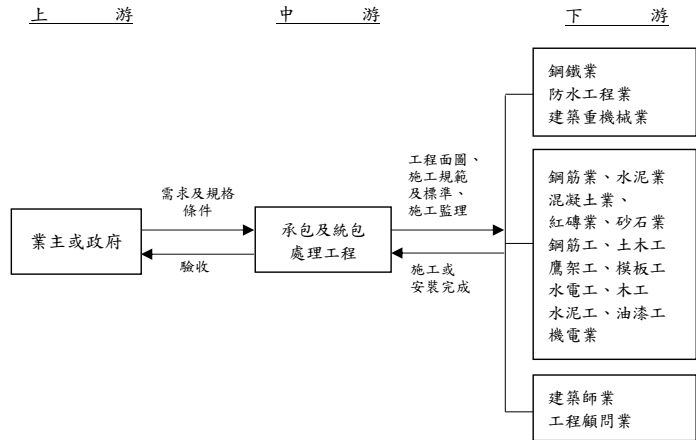 上 游
中 游
下 游
鋼鐵業
防水工程業
建築重機械業
工程面圖、
施工規範
及標準、
施工監理
需求及規格
條件
業主或政府
承包及統包
處理工程
驗收
施工或
安裝完成
鋼筋業、水泥業
混凝土業、
紅磚業、砂石業
鋼筋工、土木工
鷹架工、模板工
水電工、木工
水泥工、油漆工
機電業
建築師業
工程顧問業